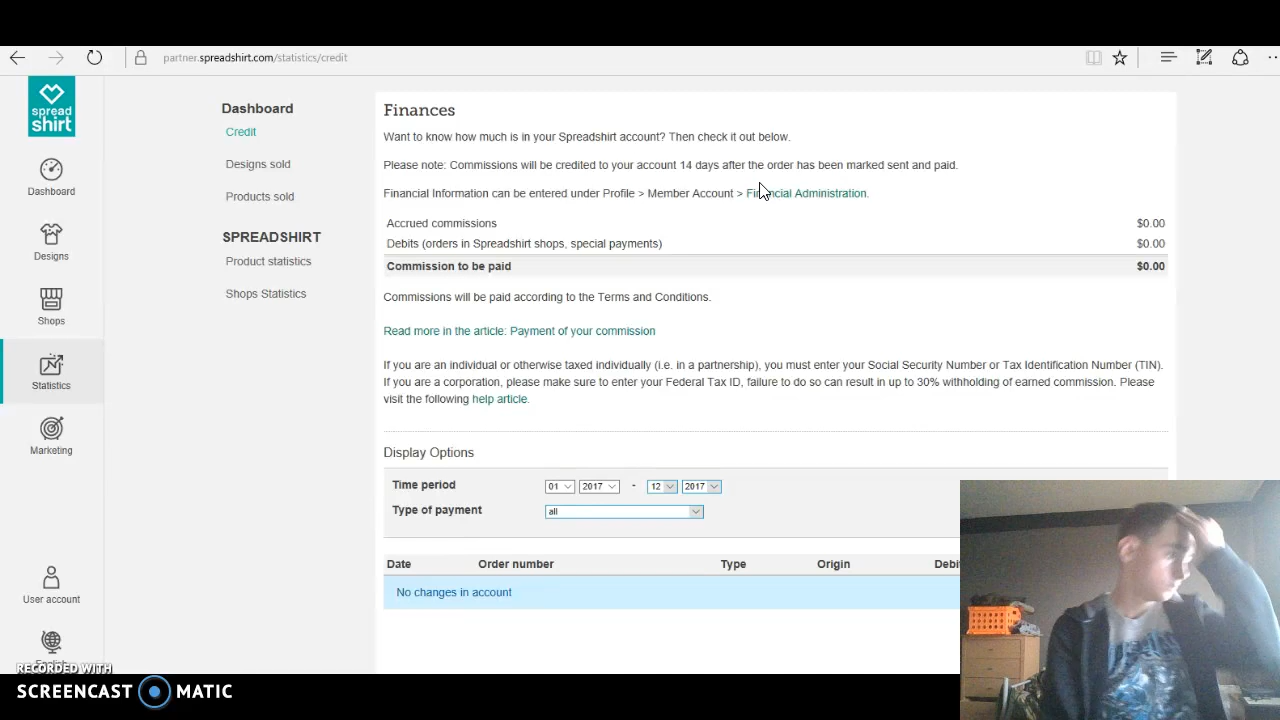 partner.spreadshirt.com/statistics/credit
spread
shirt
Dashboard
Designs
Shops
Statistics
Marketing
User account
Dashboard
Credit
Designs sold
Products sold
SPREADSHIRT
Product statistics
Shops Statistics
Finances
Want to know how much is in your Spreadshirt account? Then check it out below.
Please note: Commissions will be credited to your account 14 days after the order has been marked sent and paid.
Financial Information can be entered under Profile > Member Account > Financial Administration.
Accrued commissions $0.00
Debits (orders in Spreadshirt shops, special payments) $0.00
Commission to be paid $0.00
Commissions will be paid according to the Terms and Conditions.
Read more in the article: Payment of your commission
If you are an individual or otherwise taxed individually (i.e. in a partnership), you must enter your Social Security Number or Tax Identification Number (TIN).
If you are a corporation, please make sure to enter your Federal Tax ID, failure to do so can result in up to 30% withholding of earned commission. Please
visit the following help article.
Display Options
Time period 01 2017 - 12 2017
Type of payment all
Date Order number Type Origin Debi
No changes in account
RECORDED WITH
SCREENCAST MATIC